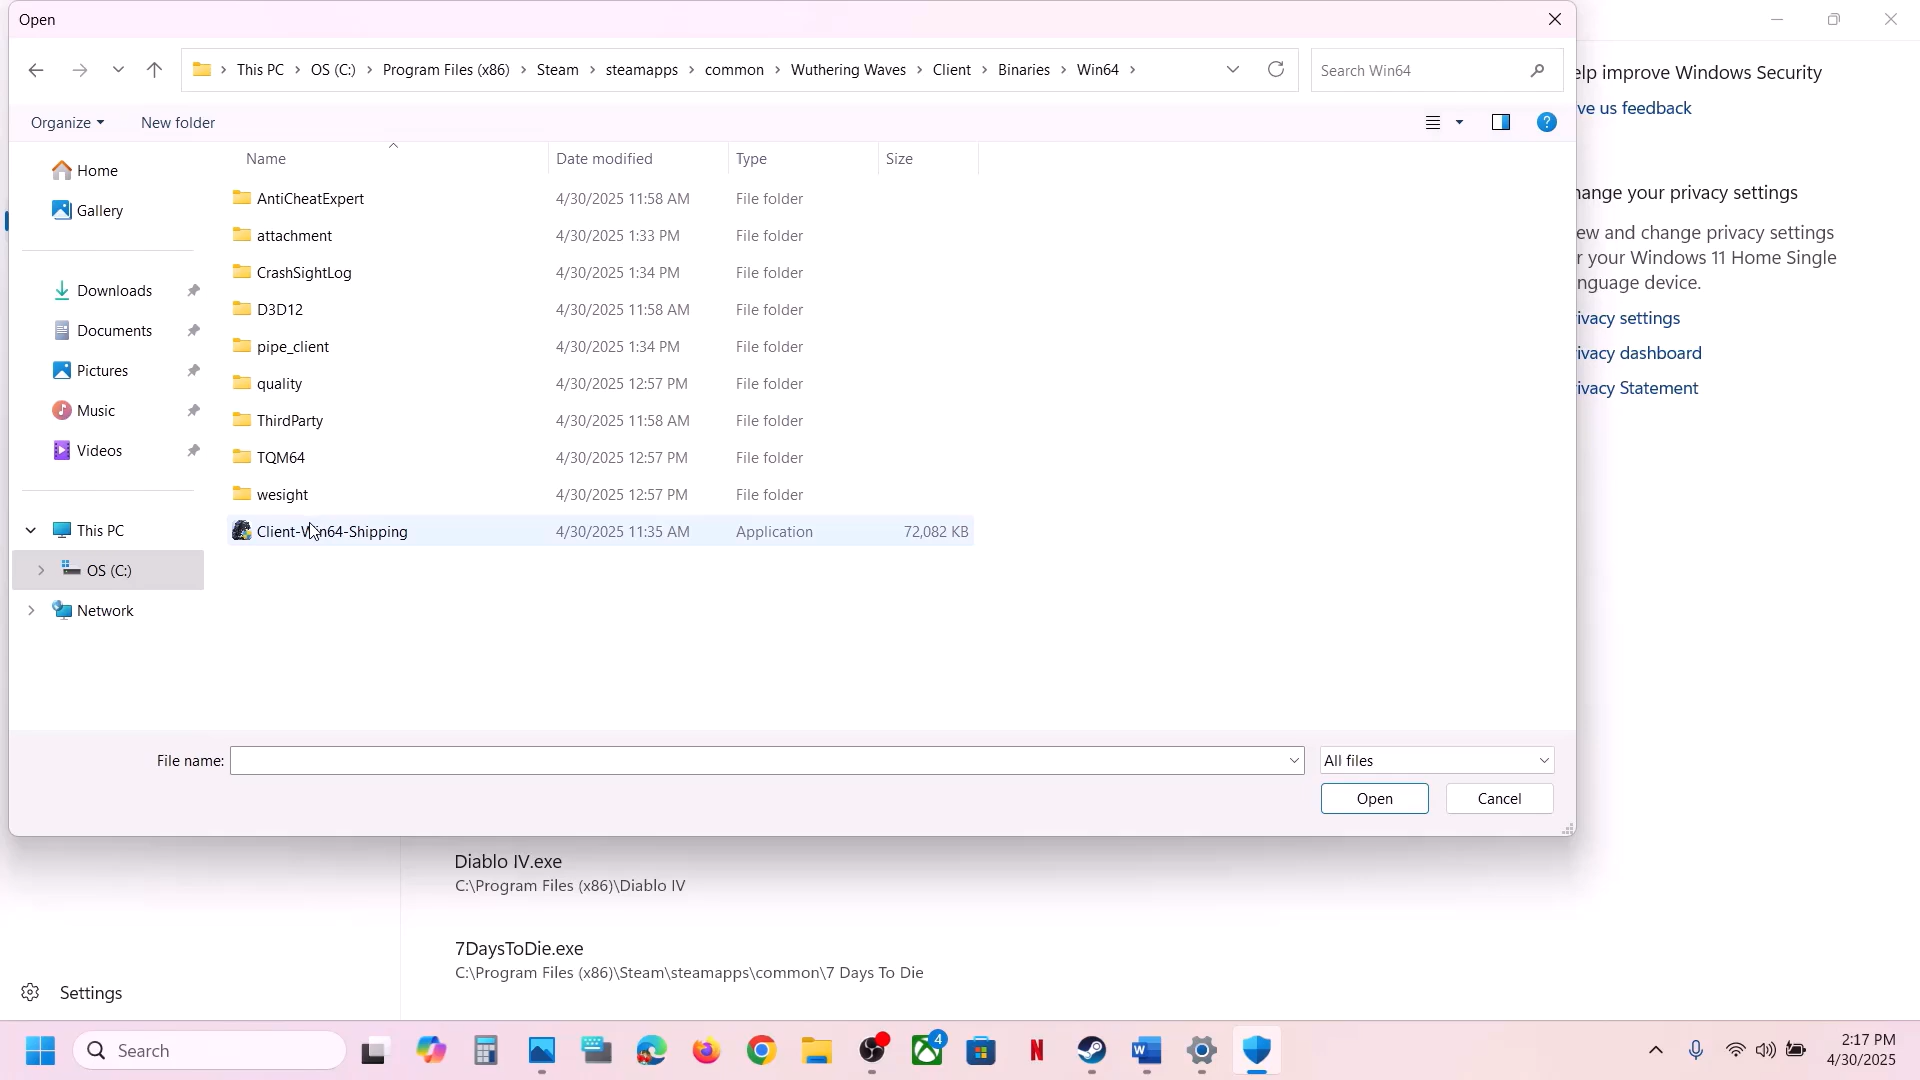 Open
This PC > OS (C:) > Program Files (x86) > Steam > steamapps > common > Wuthering Waves > Client > Binaries > Win64 >
Search Win64
Organize
New folder
Home
Gallery
Downloads
Documents
Pictures
Music
Videos
This PC
OS (C:)
Network
Name Date modified Type Size
AntiCheatExpert 4/30/2025 11:58 AM File folder
attachment 4/30/2025 1:33 PM File folder
CrashSightLog 4/30/2025 1:34 PM File folder
D3D12 4/30/2025 11:58 AM File folder
pipe_client 4/30/2025 1:34 PM File folder
quality 4/30/2025 12:57 PM File folder
ThirdParty 4/30/2025 11:58 AM File folder
TQM64 4/30/2025 12:57 PM File folder
wesight 4/30/2025 12:57 PM File folder
Client-Win64-Shipping 4/30/2025 11:35 AM Application 72,082 KB
File name:
All files
Open
Cancel
elp improve Windows Security
ve us feedback
hange your privacy settings
ew and change privacy settings
r your Windows 11 Home Single
nguage device.
ivacy settings
ivacy dashboard
ivacy Statement
Diablo IV.exe
C:\Program Files (x86)\Diablo IV
7DaysToDie.exe
C:\Program Files (x86)\Steam\steamapps\common\7 Days To Die
Settings
Search
4
2:17 PM
4/30/2025